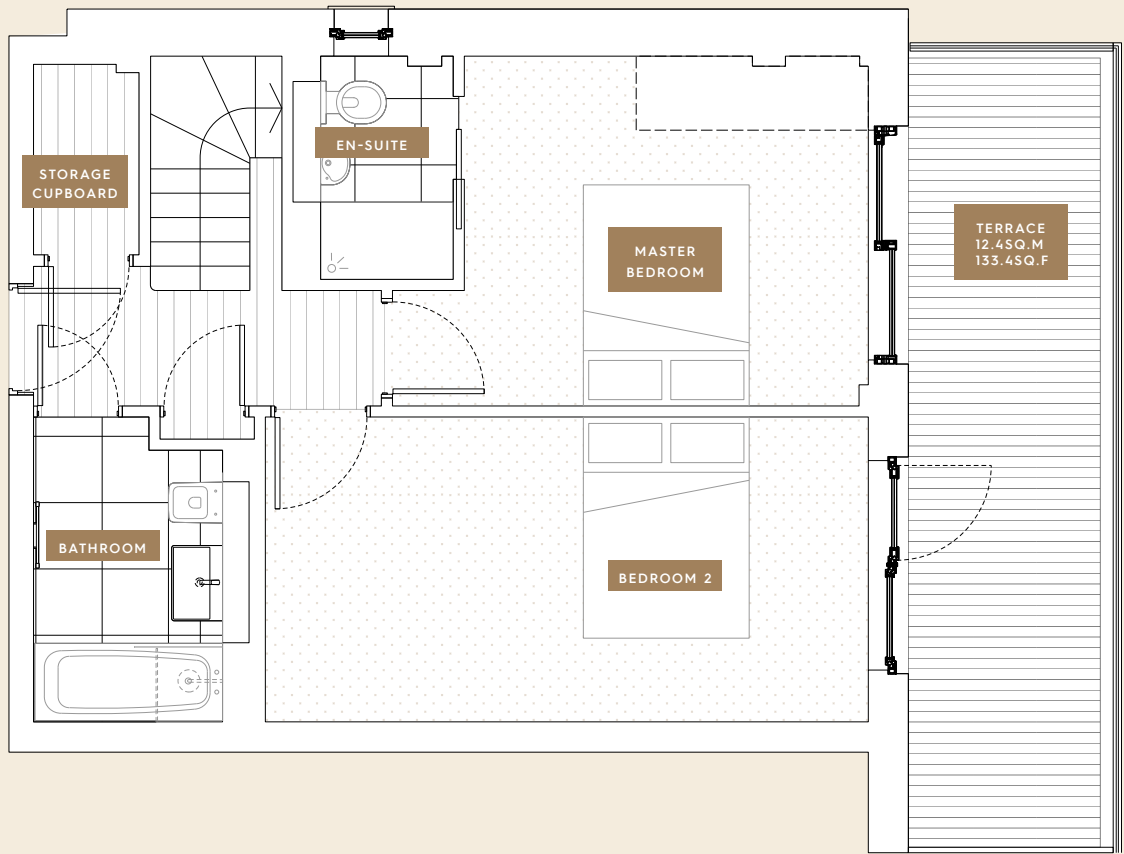 EN-SUITE
STORAGE
CUPBOARD
MASTER
BEDROOM
TERRACE
12.4SQ.M
133.4SQ.F
BATHROOM
BEDROOM 2